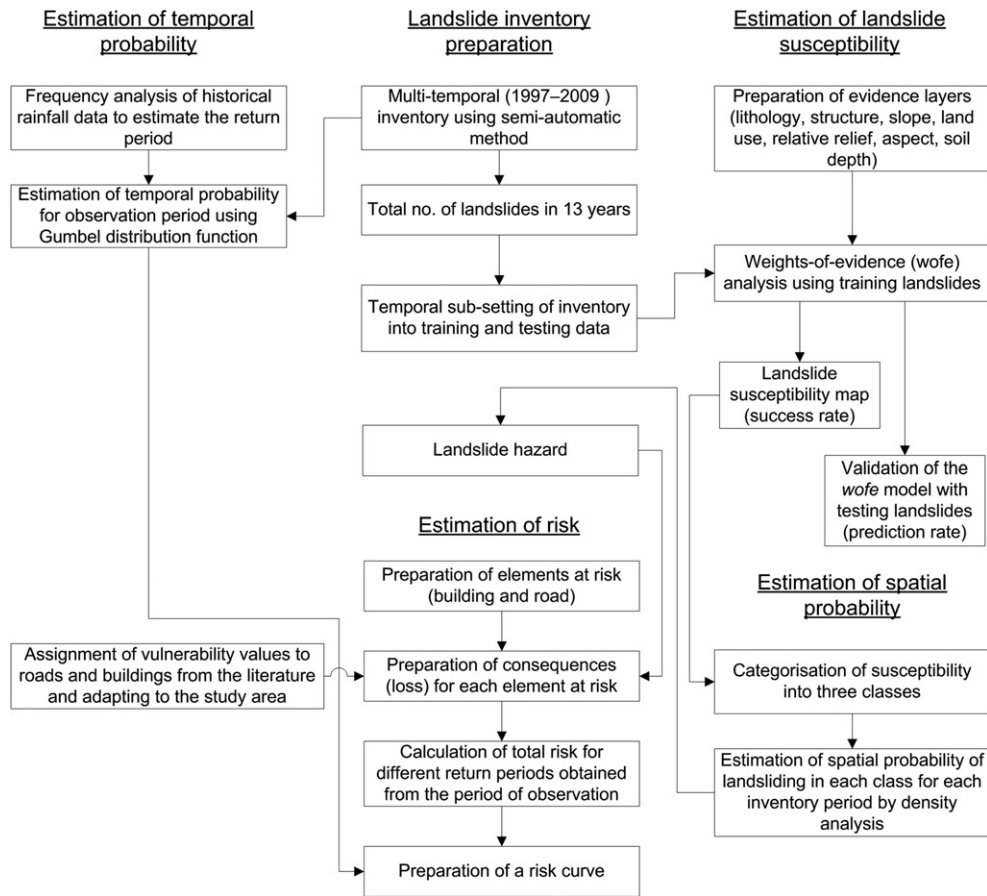 Estimation of temporal
probability
Frequency analysis of historical
rainfall data to estimate the return
period
Estimation of temporal probability
for observation period using
Gumbel distribution function
Landslide inventory
preparation
Multi-temporal (1997–2009 )
inventory using semi-automatic
method
Total no. of landslides in 13 years
Temporal sub-setting of inventory
into training and testing data
Estimation of landslide
susceptibility
Preparation of evidence layers
(lithology, structure, slope, land
use, relative relief, aspect, soil
depth)
Weights-of-evidence (wofe)
analysis using training landslides
Landslide
susceptibility map
(success rate)
Validation of the
wofe model with
testing landslides
(prediction rate)
Estimation of spatial
probability
Categorisation of susceptibility
into three classes
Estimation of spatial probability of
landsliding in each class for each
inventory period by density
analysis
Landslide hazard
Estimation of risk
Preparation of elements at risk
(building and road)
Assignment of vulnerability values to
roads and buildings from the literature
and adapting to the study area
Preparation of consequences
(loss) for each element at risk
Calculation of total risk for
different return periods obtained
from the period of observation
Preparation of a risk curve